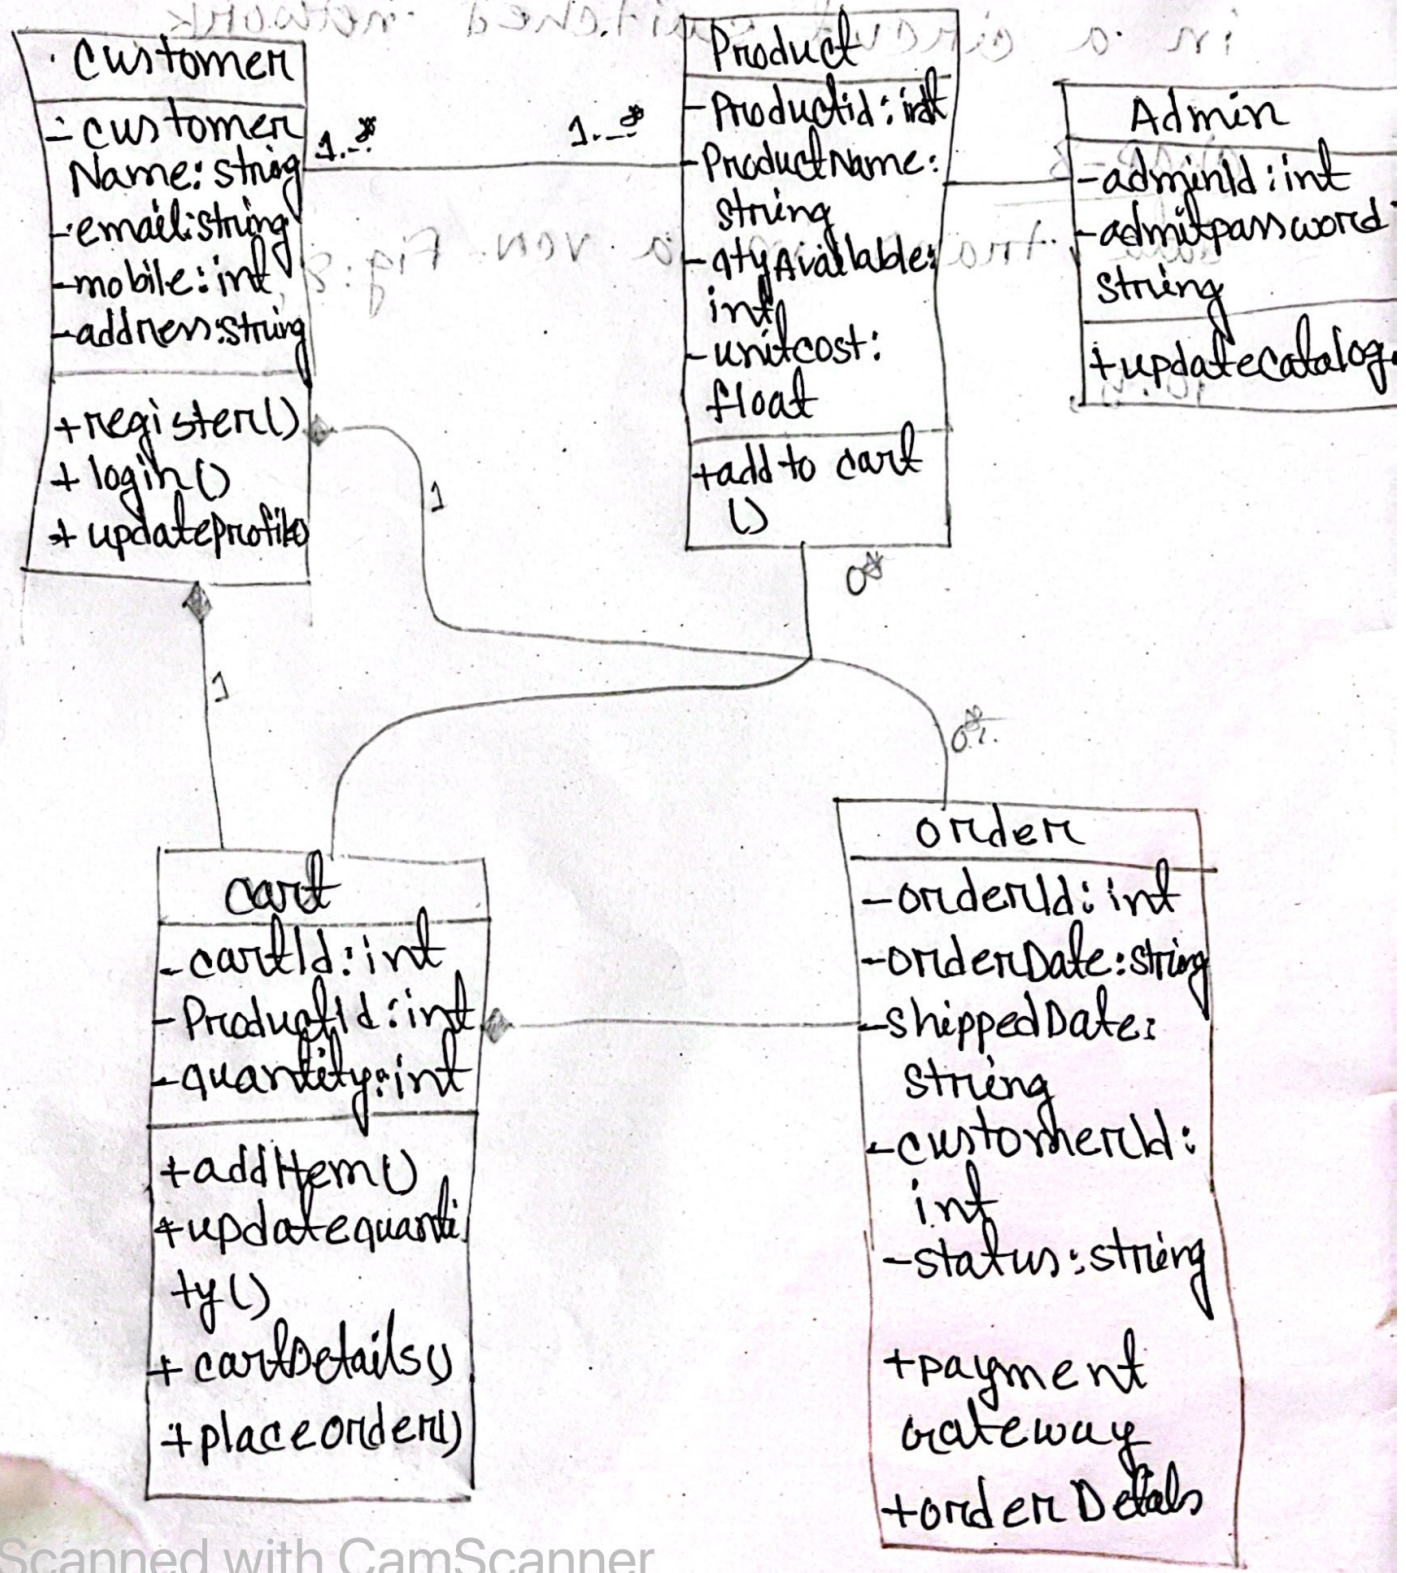 Customer
- customer
Name: string
- email: string
- mobile: int
- address: string
+ register()
+ login()
+ updateprofile()
1..*
1..*
Product
- Productid: int
- ProductName:
string
- qtyAvailable:
int
- unitcost:
float
+ add to cart
()
Admin
- adminId: int
- admitpassword
string
+ updatecatalog
1
0*
1
0*
cart
- cartId: int
- ProductId: int
- quantity: int
+ addItem()
+ updatequanti
ty()
+ cartDetails()
+ placeorder()
order
- orderId: int
- orderDate: string
- shippedDate:
string
- customerId:
int
- status: string
+ payment
gateway
+ order Detals
Scanned with CamScanner